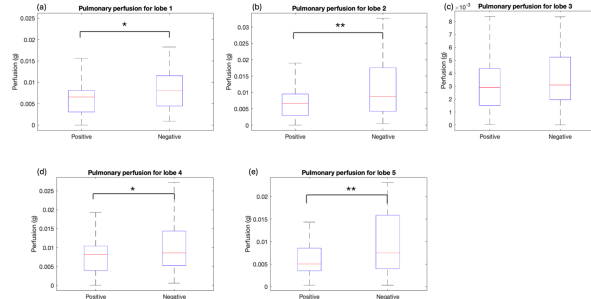 (a) Pulmonary perfusion for lobe 1
*
Perfusion (g)
0.02
0.015
0.01
0.005
0
Positive Negative
(b) Pulmonary perfusion for lobe 2
**
Perfusion (g)
0.03
0.025
0.02
0.015
0.01
0.005
0
Positive Negative
(c) Pulmonary perfusion for lobe 3
×10⁻³
Perfusion (g)
8
7
6
5
4
3
2
1
0
Positive Negative
(d) Pulmonary perfusion for lobe 4
*
Perfusion (g)
0.025
0.02
0.015
0.01
0.005
0
Positive Negative
(e) Pulmonary perfusion for lobe 5
**
Perfusion (g)
0.02
0.015
0.01
0.005
0
Positive Negative